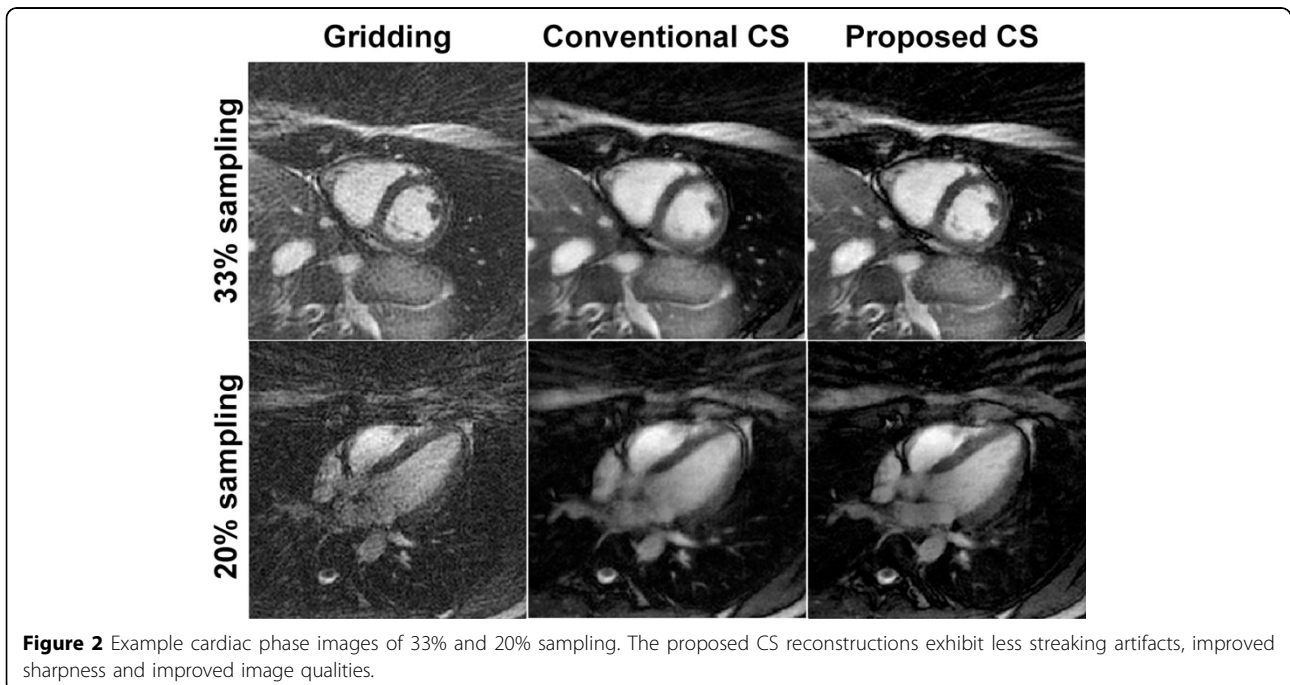 Gridding Conventional CS Proposed CS
33% sampling
20% sampling
Figure 2 Example cardiac phase images of 33% and 20% sampling. The proposed CS reconstructions exhibit less streaking artifacts, improved
sharpness and improved image qualities.